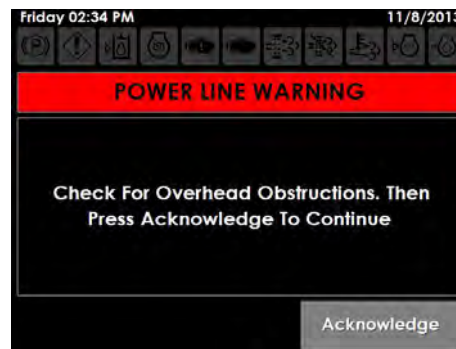 Friday 02:34 PM 11/8/2013
POWER LINE WARNING
Check For Overhead Obstructions. Then
Press Acknowledge To Continue
Acknowledge